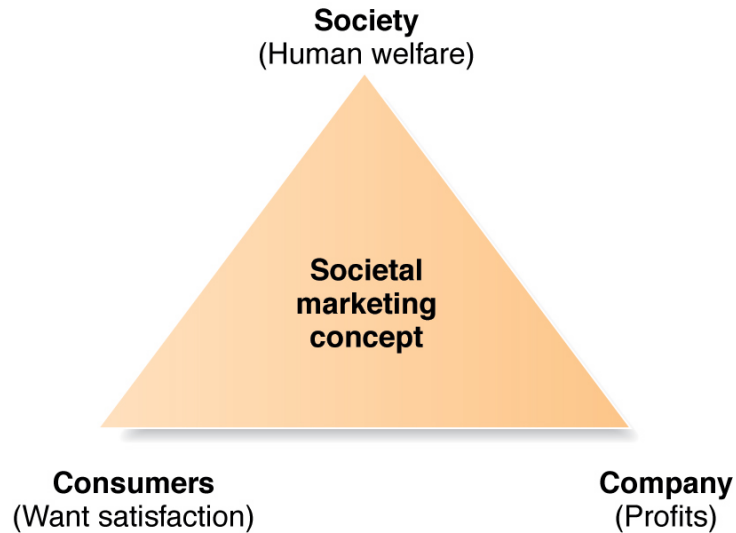 Society
(Human welfare)
Societal
marketing
concept
Consumers
(Want satisfaction)
Company
(Profits)